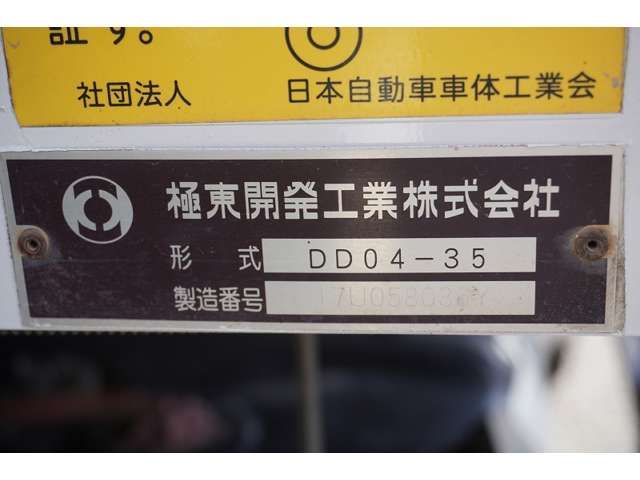 証す。
社団法人 日本自動車車体工業会
極東開発工業株式会社
形式 DD04-35
製造番号